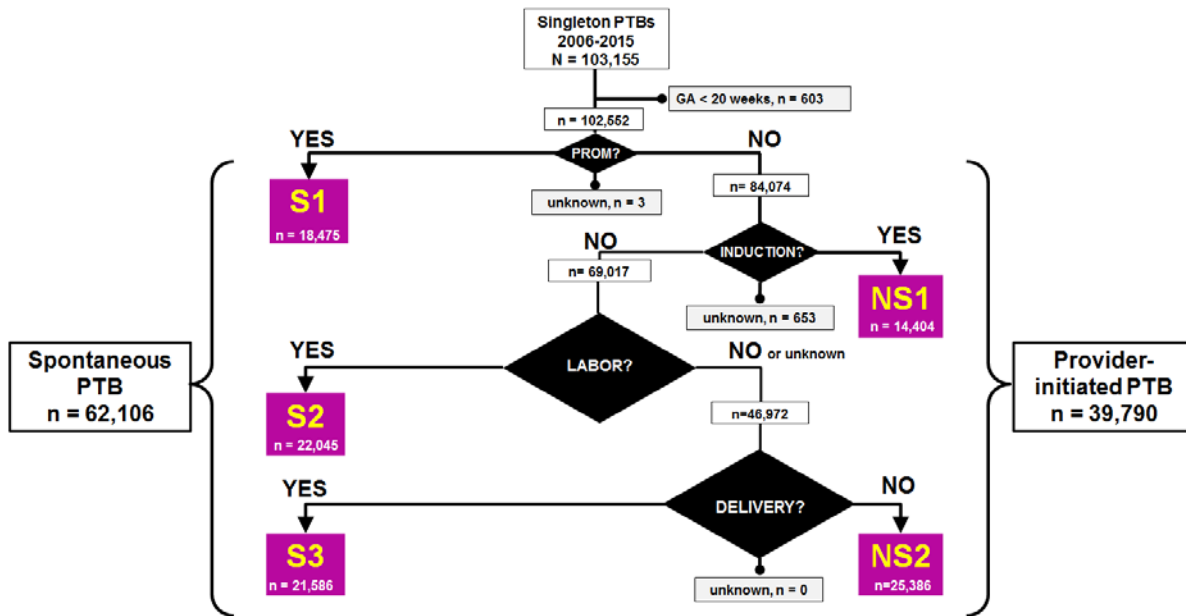 Singleton PTBs
2006-2015
N = 103,155
GA < 20 weeks, n = 603
n = 102,552
YES
PROM?
NO
S1
n = 18,475
unknown, n = 3
n= 84,074
NO
INDUCTION?
YES
n= 69,017
NS1
n = 14,404
unknown, n = 653
Spontaneous
PTB
n = 62,106
YES
LABOR?
NO or unknown
Provider-
initiated PTB
n = 39,790
S2
n = 22,045
n=46,972
YES
DELIVERY?
NO
S3
n = 21,586
NS2
n=25,386
unknown, n = 0